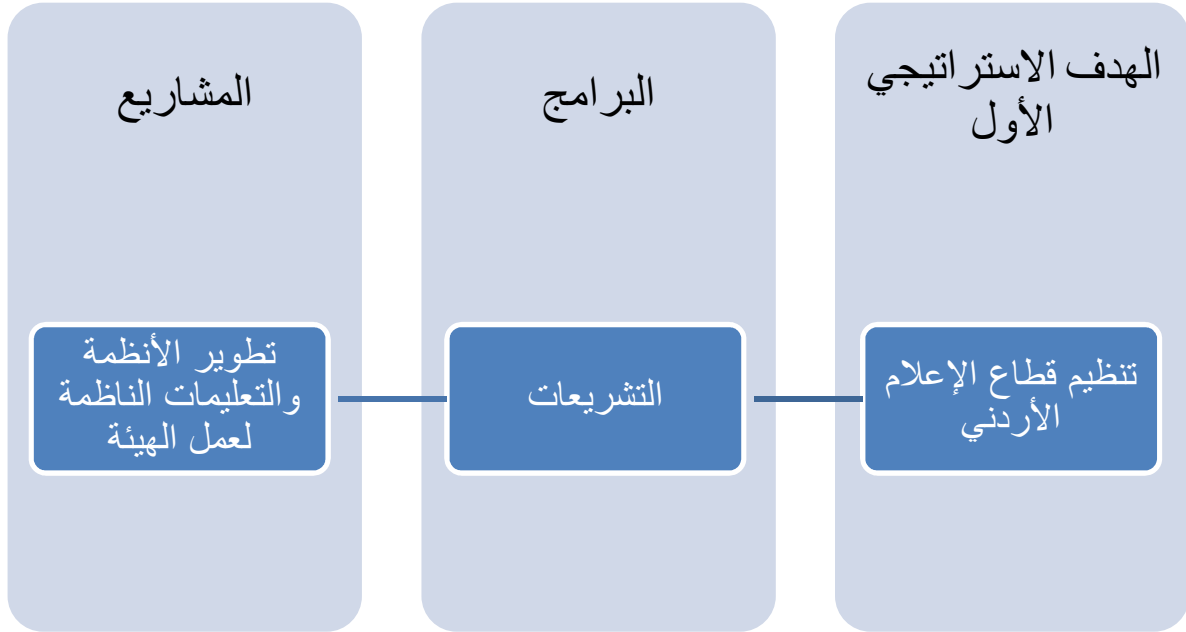 الهدف الاستراتيجي
الأول
تنظيم قطاع الإعلام
الأردني
البرامج
التشريعات
المشاريع
تطوير الأنظمة
والتعليمات الناظمة
لعمل الهيئة